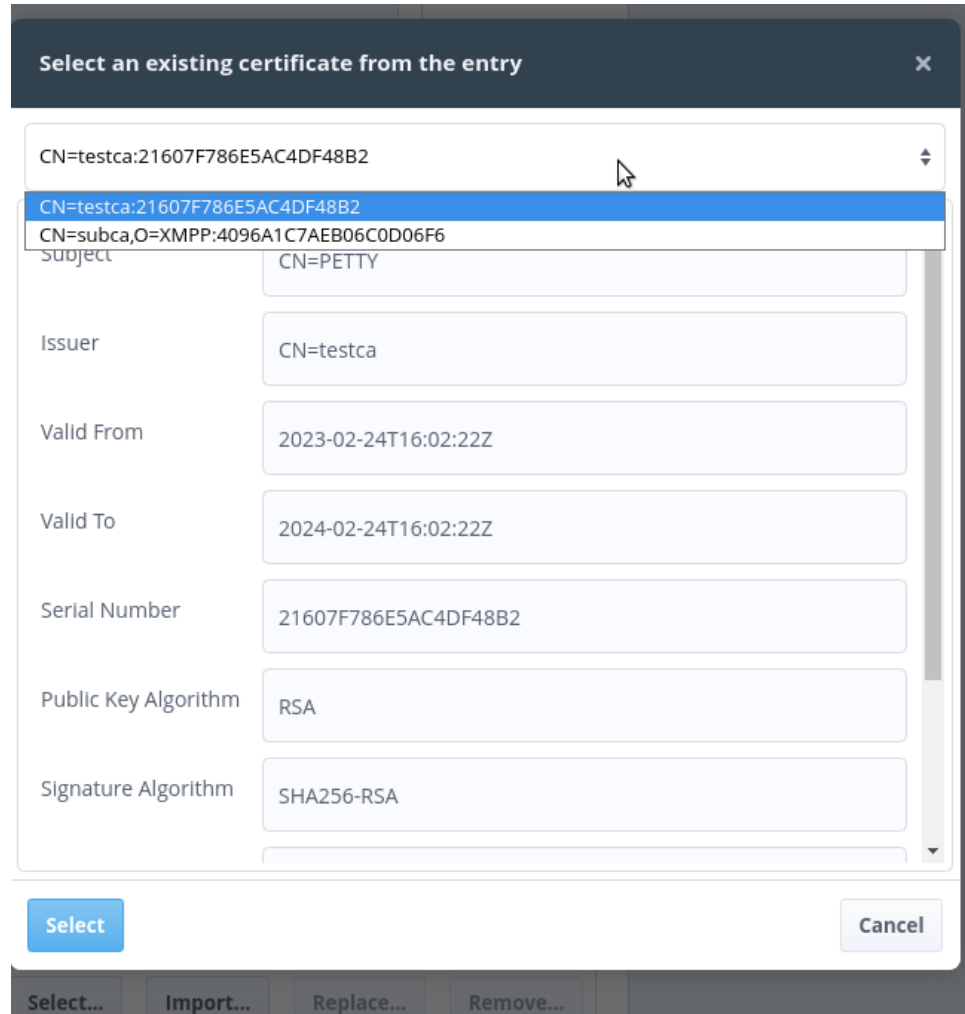 Select an existing certificate from the entry ×
CN=testca:21607F786E5AC4DF48B2
CN=testca:21607F786E5AC4DF48B2
CN=subca,O=XMPP:4096A1C7AEB06C0D06F6
Subject CN=PETTY
Issuer CN=testca
Valid From 2023-02-24T16:02:22Z
Valid To 2024-02-24T16:02:22Z
Serial Number 21607F786E5AC4DF48B2
Public Key Algorithm RSA
Signature Algorithm SHA256-RSA
Select Cancel
Select... Import... Replace... Remove...